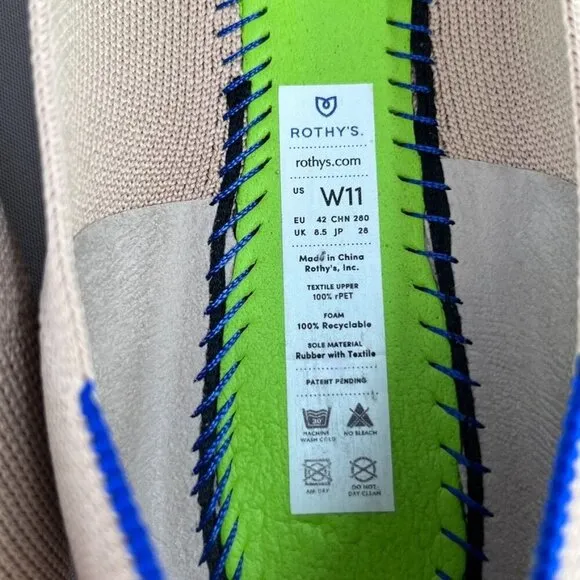 ROTHY'S.
rothys.com
US W11
EU 42 CHN 260
UK 8.5 JP 28
Made in China
Rothy's, Inc.
TEXTILE UPPER
100% rPET
FOAM
100% Recyclable
SOLE MATERIAL
Rubber with Textile
PATENT PENDING
30°
MACHINE WASH COLD
NO BLEACH
AIR DRY
DO NOT DRY CLEAN